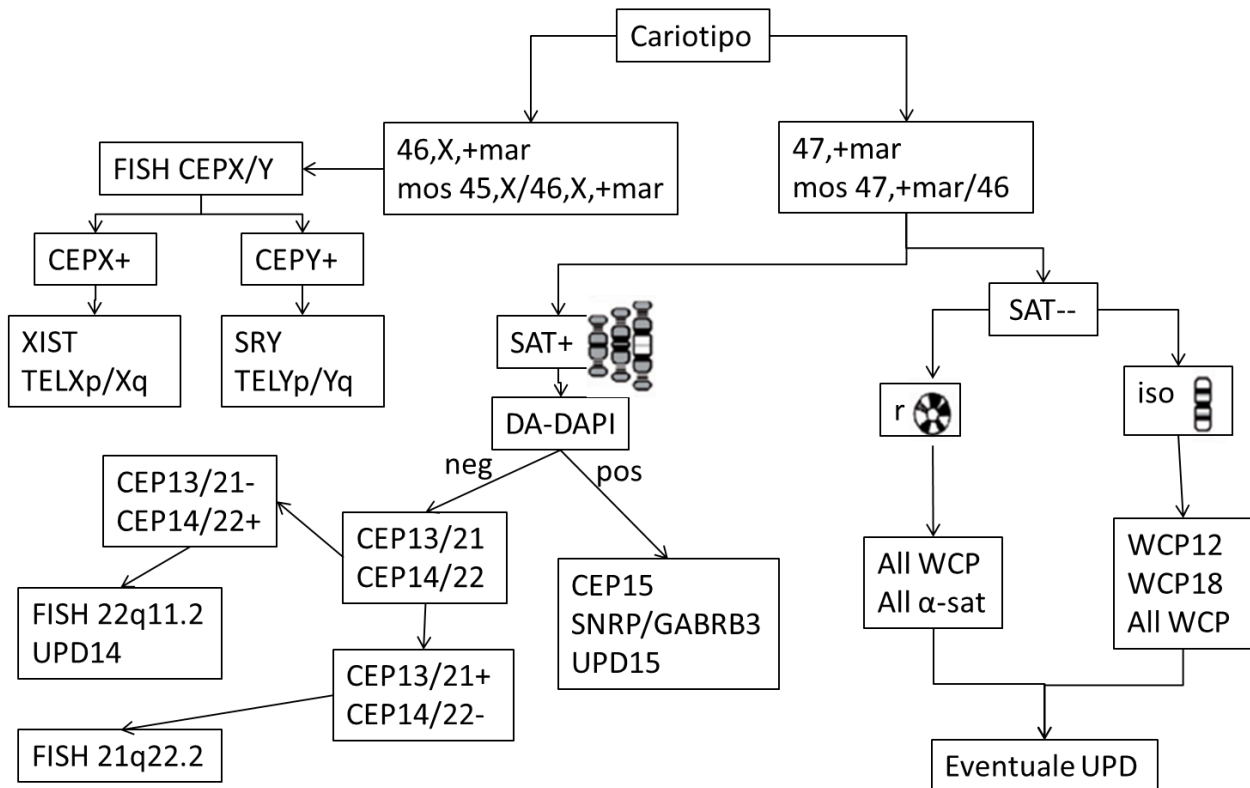 Cariotipo
46,X,+mar
mos 45,X/46,X,+mar
47,+mar
mos 47,+mar/46
FISH CEPX/Y
CEPX+
CEPY+
XIST
TELXp/Xq
SRY
TELYp/Yq
SAT+
SAT--
DA-DAPI
r
iso
neg
pos
CEP13/21-
CEP14/22+
CEP13/21
CEP14/22
CEP15
SNRP/GABRB3
UPD15
All WCP
All α-sat
WCP12
WCP18
All WCP
FISH 22q11.2
UPD14
CEP13/21+
CEP14/22-
FISH 21q22.2
Eventuale UPD